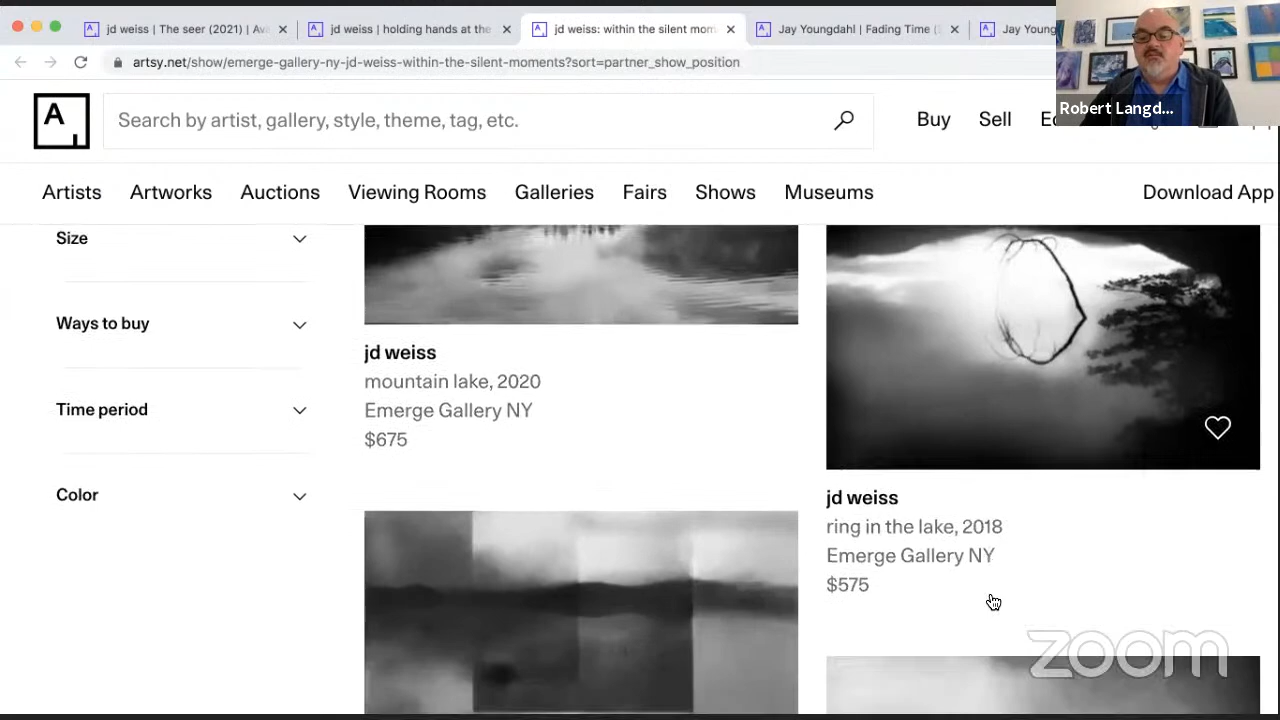 jd weiss | The seer (2021) | Ava
jd weiss | holding hands at the
jd weiss: within the silent mom
Jay Youngdahl | Fading Time (
Jay Young
artsy.net/show/emerge-gallery-ny-jd-weiss-within-the-silent-moments?sort=partner_show_position
Robert Langd...
A
Search by artist, gallery, style, theme, tag, etc.
Buy
Sell
Artists
Artworks
Auctions
Viewing Rooms
Galleries
Fairs
Shows
Museums
Download App
Size
Ways to buy
Time period
Color
jd weiss
mountain lake, 2020
Emerge Gallery NY
$675
jd weiss
ring in the lake, 2018
Emerge Gallery NY
$575
zoom